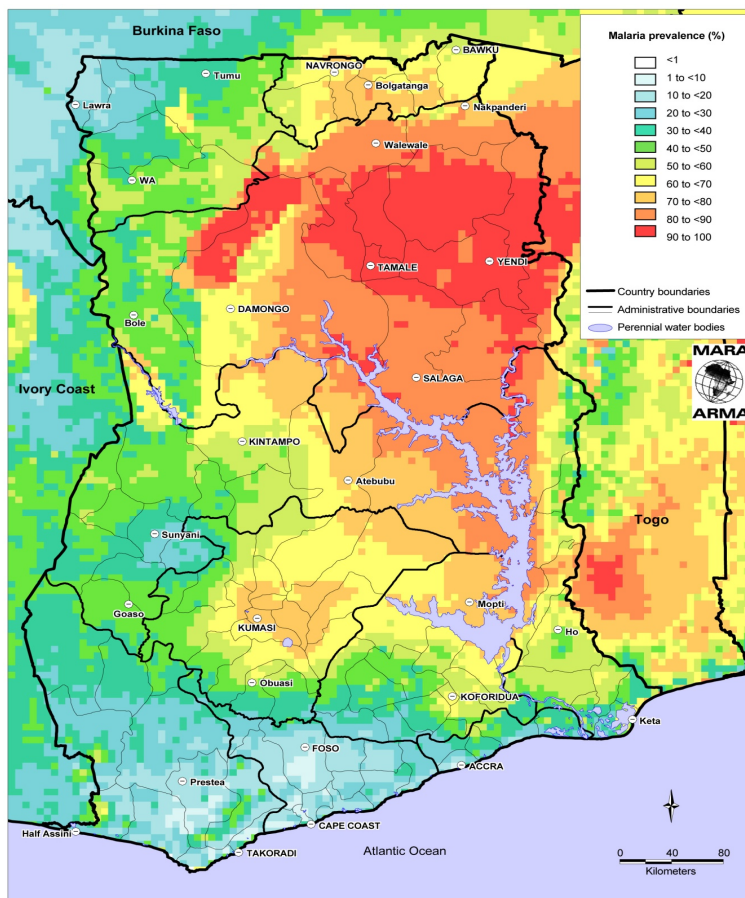 Burkina Faso
BAWKU
NAVRONGO
Tumu
Bolgatanga
Lawra
Nakpanderi
Walewale
WA
TAMALE
YENDI
DAMONGO
Bole
SALAGA
Ivory Coast
KINTAMPO
Atebubu
Sunyani
Togo
Goaso
Mopti
KUMASI
Ho
Obuasi
KOFORIDUA
Keta
FOSO
ACCRA
Prestea
CAPE COAST
Half Assini
TAKORADI
Atlantic Ocean
Malaria prevalence (%)
<1
1 to <10
10 to <20
20 to <30
30 to <40
40 to <50
50 to <60
60 to <70
70 to <80
80 to <90
90 to 100
Country boundaries
Administrative boundaries
Perennial water bodies
MARA
ARMA
0 20 40 80
Kilometers